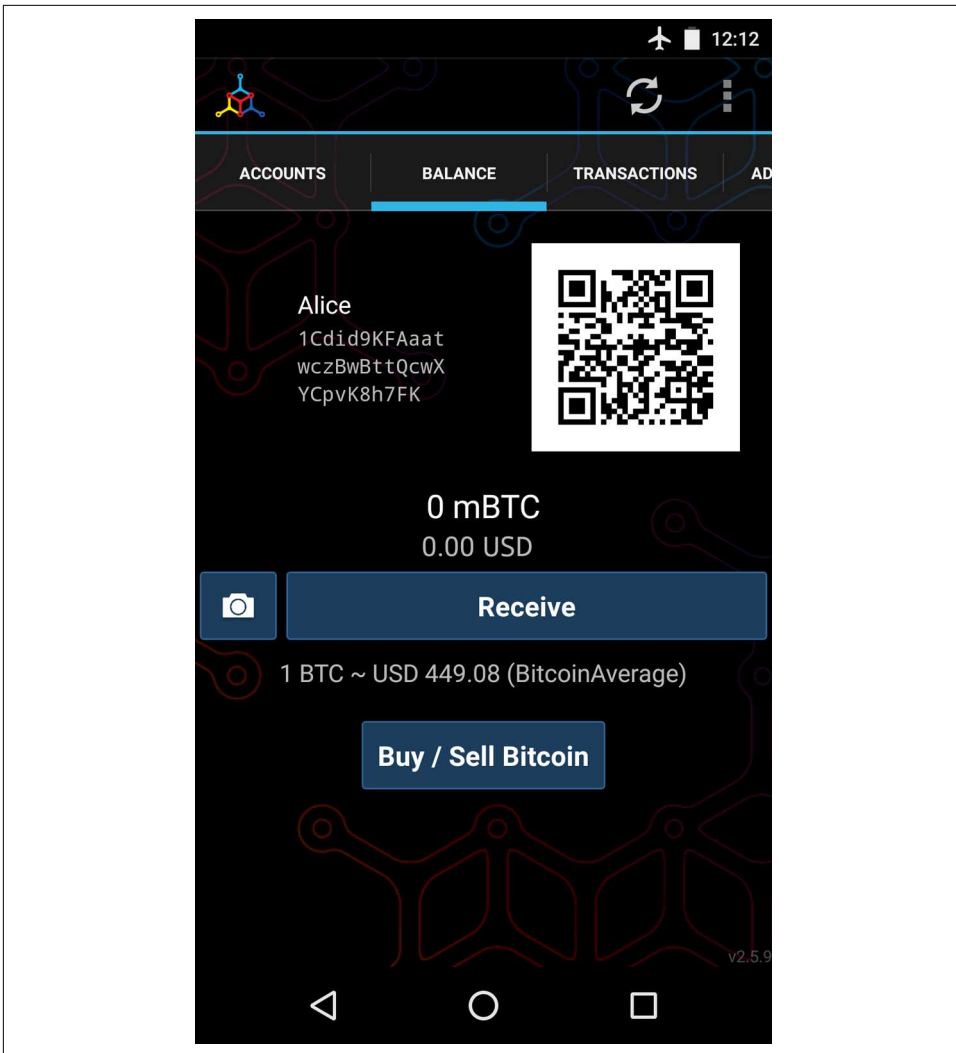 12:12
ACCOUNTS BALANCE TRANSACTIONS AD
Alice
1Cdid9KFAaat
wczBwBttQcwX
YCpvK8h7FK
0 mBTC
0.00 USD
Receive
1 BTC ~ USD 449.08 (BitcoinAverage)
Buy / Sell Bitcoin
v2.5.9